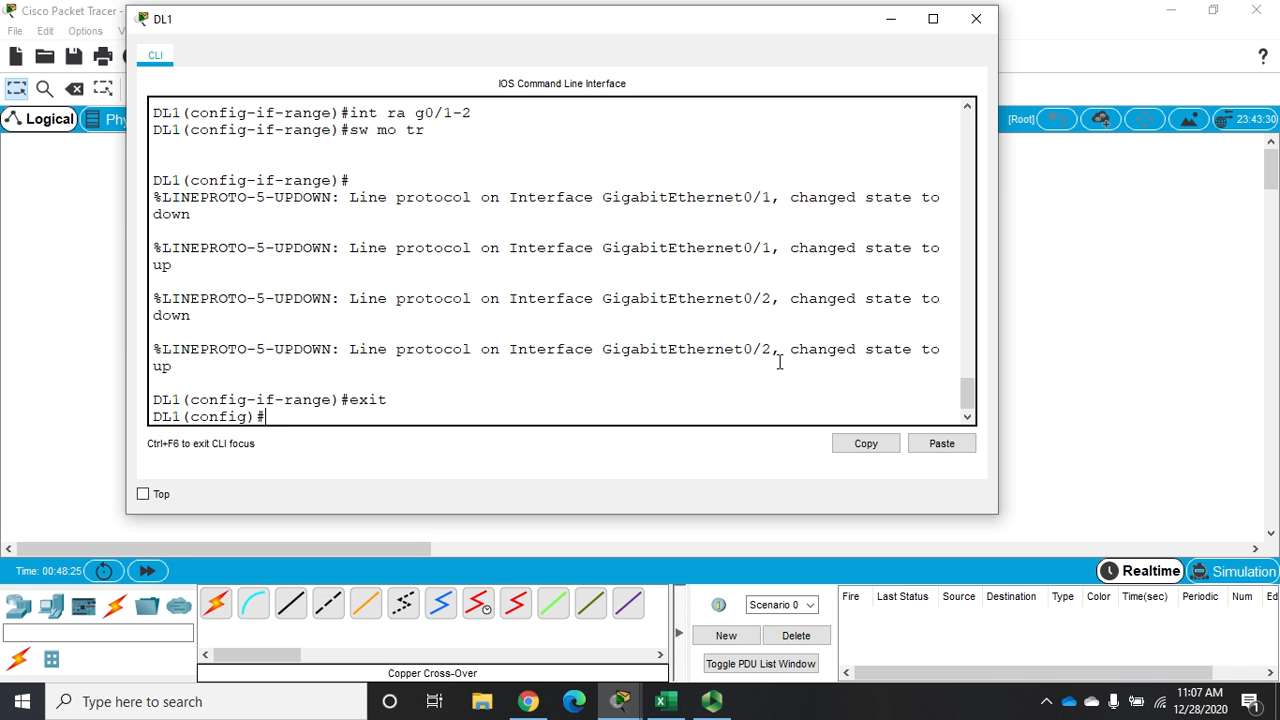 Cisco Packet Tracer -
DL1
File Edit Options V
CLI
IOS Command Line Interface
Logical
Ph
[Root]
23:43:30
DL1(config-if-range)#int ra g0/1-2
DL1(config-if-range)#sw mo tr
DL1(config-if-range)#
%LINEPROTO-5-UPDOWN: Line protocol on Interface GigabitEthernet0/1, changed state to
down
%LINEPROTO-5-UPDOWN: Line protocol on Interface GigabitEthernet0/1, changed state to
up
%LINEPROTO-5-UPDOWN: Line protocol on Interface GigabitEthernet0/2, changed state to
down
%LINEPROTO-5-UPDOWN: Line protocol on Interface GigabitEthernet0/2, changed state to
up
DL1(config-if-range)#exit
DL1(config)#
Ctrl+F6 to exit CLI focus
Copy
Paste
Top
Time: 00:48:25
Realtime
Simulation
Scenario 0
Fire Last Status Source Destination Type Color Time(sec) Periodic Num Ed
New
Delete
Toggle PDU List Window
Copper Cross-Over
Type here to search
11:07 AM
12/28/2020
1